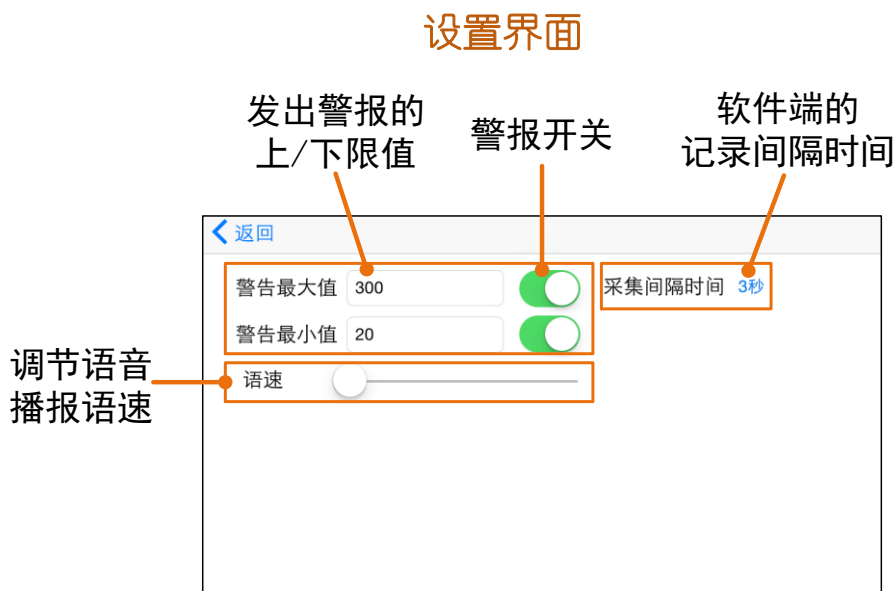 设置界面
发出警报的
上/下限值
警报开关
软件端的
记录间隔时间
返回
警告最大值 300
采集间隔时间 3秒
警告最小值 20
调节语音
播报语速
语速